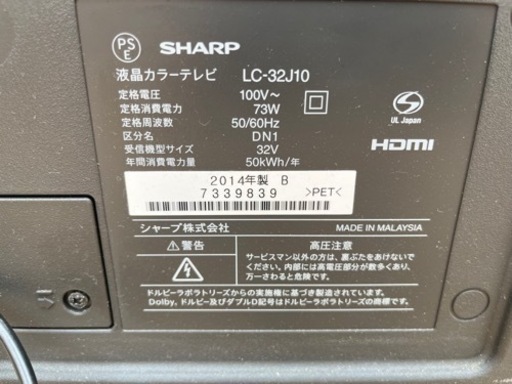 PS
E
SHARP
液晶カラーテレビ LC-32J10
定格電圧 100V～
定格消費電力 73W
定格周波数 50/60Hz
区分名 DN1
受信機型サイズ 32V
年間消費電力量 50kWh/年
UL Japan
HDMI
2014年製 B
7339839
>PET<
シャープ株式会社
MADE IN MALAYSIA
警告
高圧注意
サービスマン以外の方は、裏ぶたをあけないで
ください。内部には高電圧部分が数多くあり、
万一さわると危険です。
ドルビーラボラトリーズからの実施権に基づき製造されています。
Dolby、ドルビー及びダブルD記号はドルビーラボラトリーズの商標です。